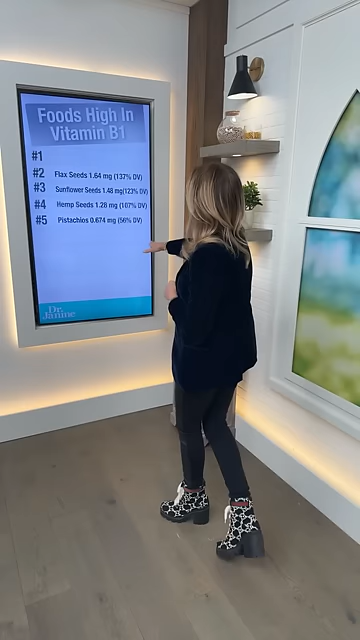 Foods High In
Vitamin B1
#1
#2 Flax Seeds 1.64 mg (137% DV)
#3 Sunflower Seeds 1.48 mg(123% DV)
#4 Hemp Seeds 1.28 mg (107% DV)
#5 Pistachios 0.674 mg (56% DV)
Dr.
Janine